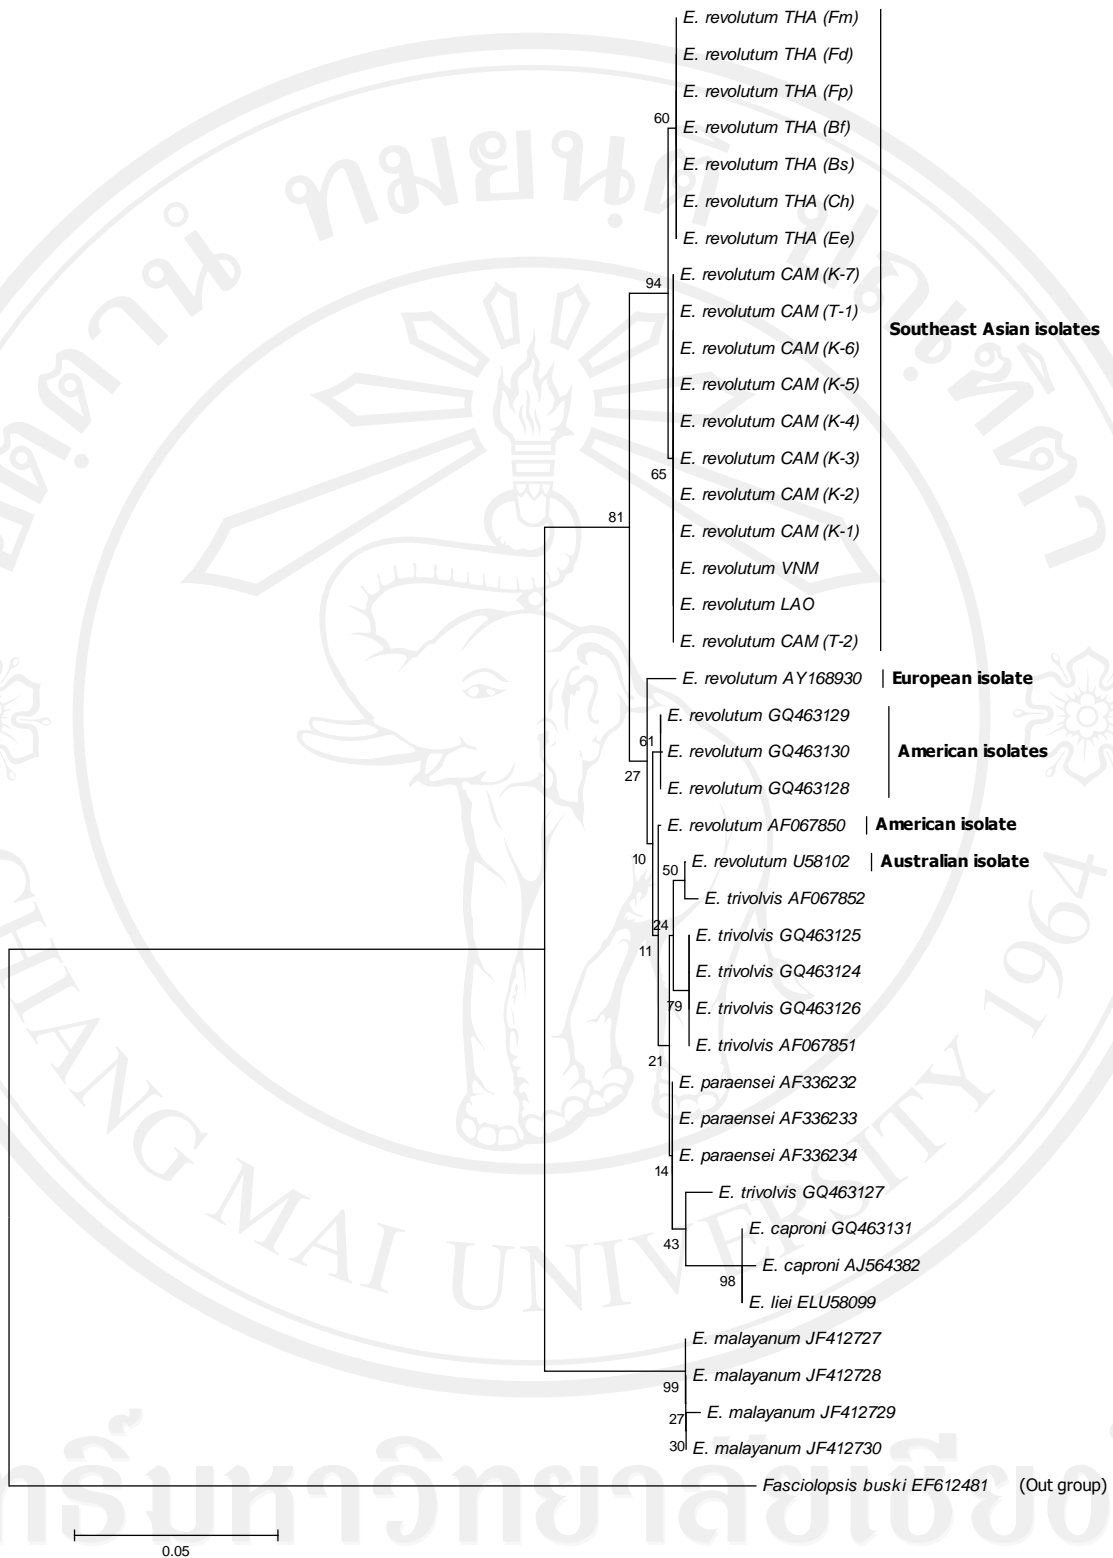 E. revolutum THA (Fm)
E. revolutum THA (Fd)
E. revolutum THA (Fp)
60
E. revolutum THA (Bf)
E. revolutum THA (Bs)
E. revolutum THA (Ch)
E. revolutum THA (Ee)
E. revolutum CAM (K-7)
94
E. revolutum CAM (T-1)
Southeast Asian isolates
E. revolutum CAM (K-6)
E. revolutum CAM (K-5)
E. revolutum CAM (K-4)
E. revolutum CAM (K-3)
65
E. revolutum CAM (K-2)
81
E. revolutum CAM (K-1)
E. revolutum VNM
E. revolutum LAO
E. revolutum CAM (T-2)
E. revolutum AY168930
European isolate
E. revolutum GQ463129
61
E. revolutum GQ463130
American isolates
27
E. revolutum GQ463128
E. revolutum AF067850
American isolate
10
E. revolutum U58102
Australian isolate
50
E. trivolvis AF067852
24
E. trivolvis GQ463125
11
E. trivolvis GQ463124
79
E. trivolvis GQ463126
E. trivolvis AF067851
21
E. paraensei AF336232
E. paraensei AF336233
E. paraensei AF336234
14
E. trivolvis GQ463127
E. caproni GQ463131
43
E. caproni AJ564382
98
E. liei ELU58099
E. malayanum JF412727
E. malayanum JF412728
99
E. malayanum JF412729
27
E. malayanum JF412730
30
Fasciolopsis buski EF612481 (Out group)
0.05
CHIANG MAI UNIVERSITY 1964